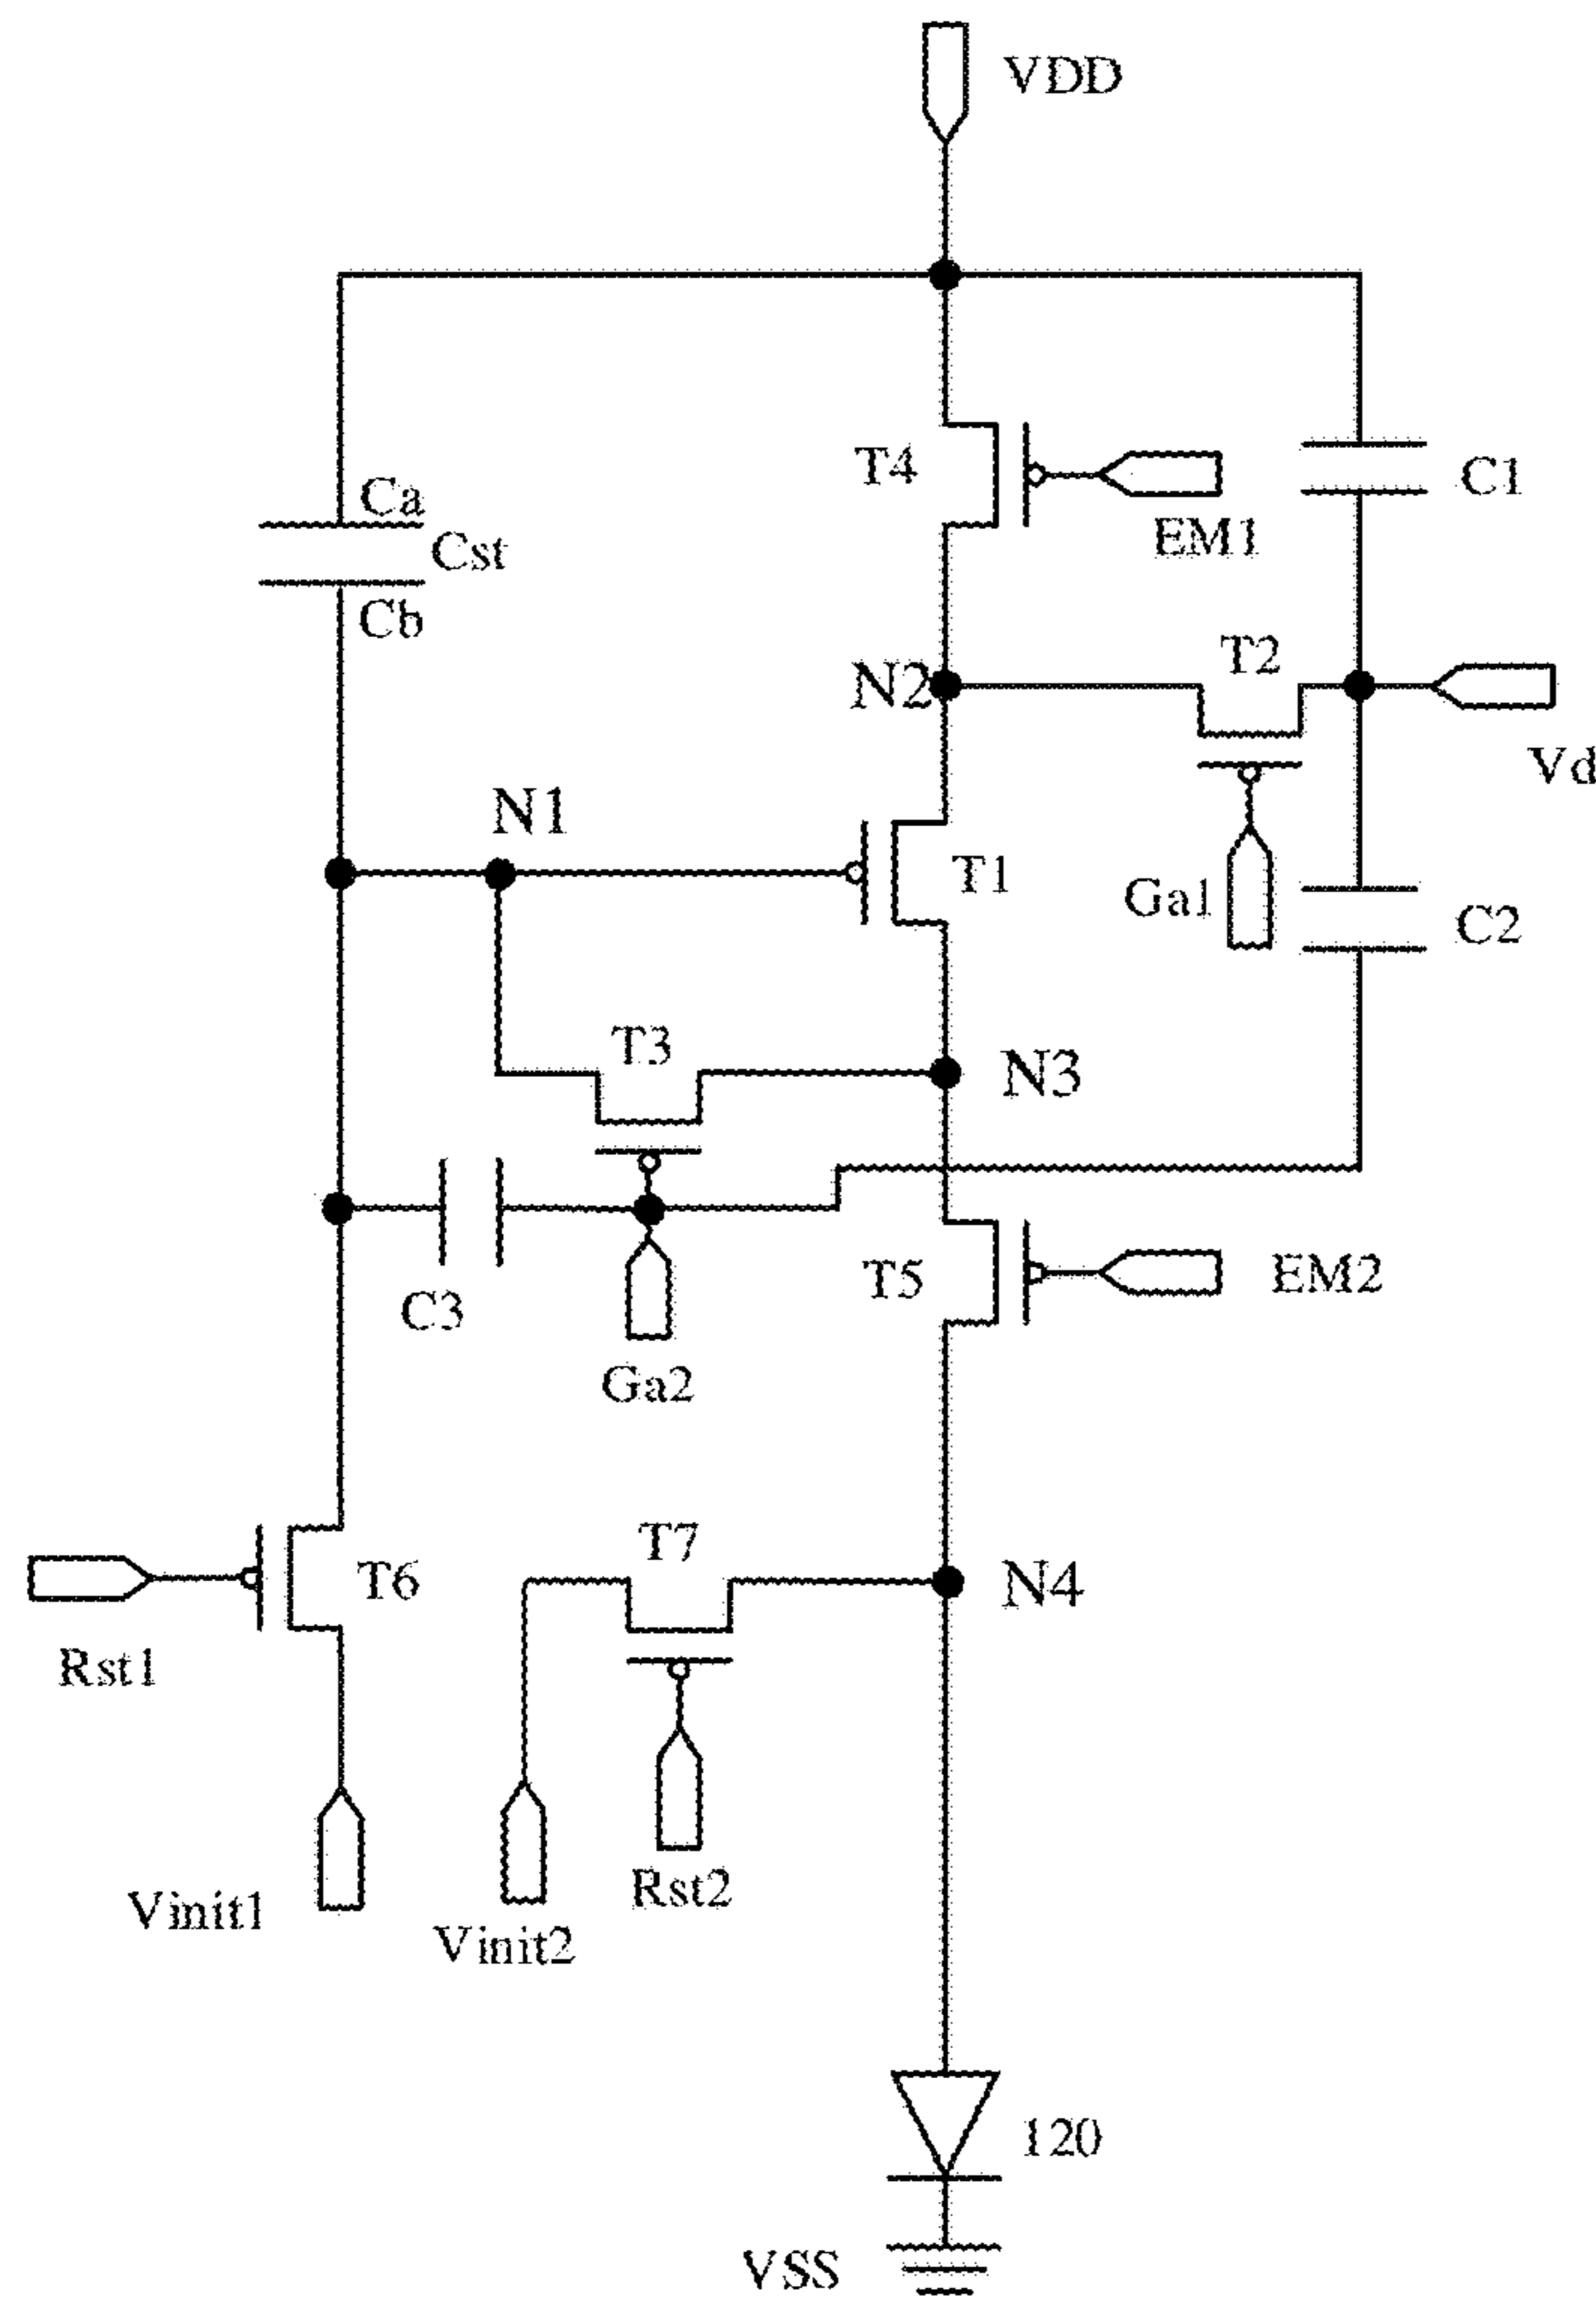 VDD
T4
EM1
C1
Ca
Cst
Cb
N2
T2
Vd
N1
T1
Ga1
C2
T3
N3
C3
T5
EM2
Ga2
T7
T6
N4
Rst1
Rst2
Vinit1
Vinit2
120
VSS